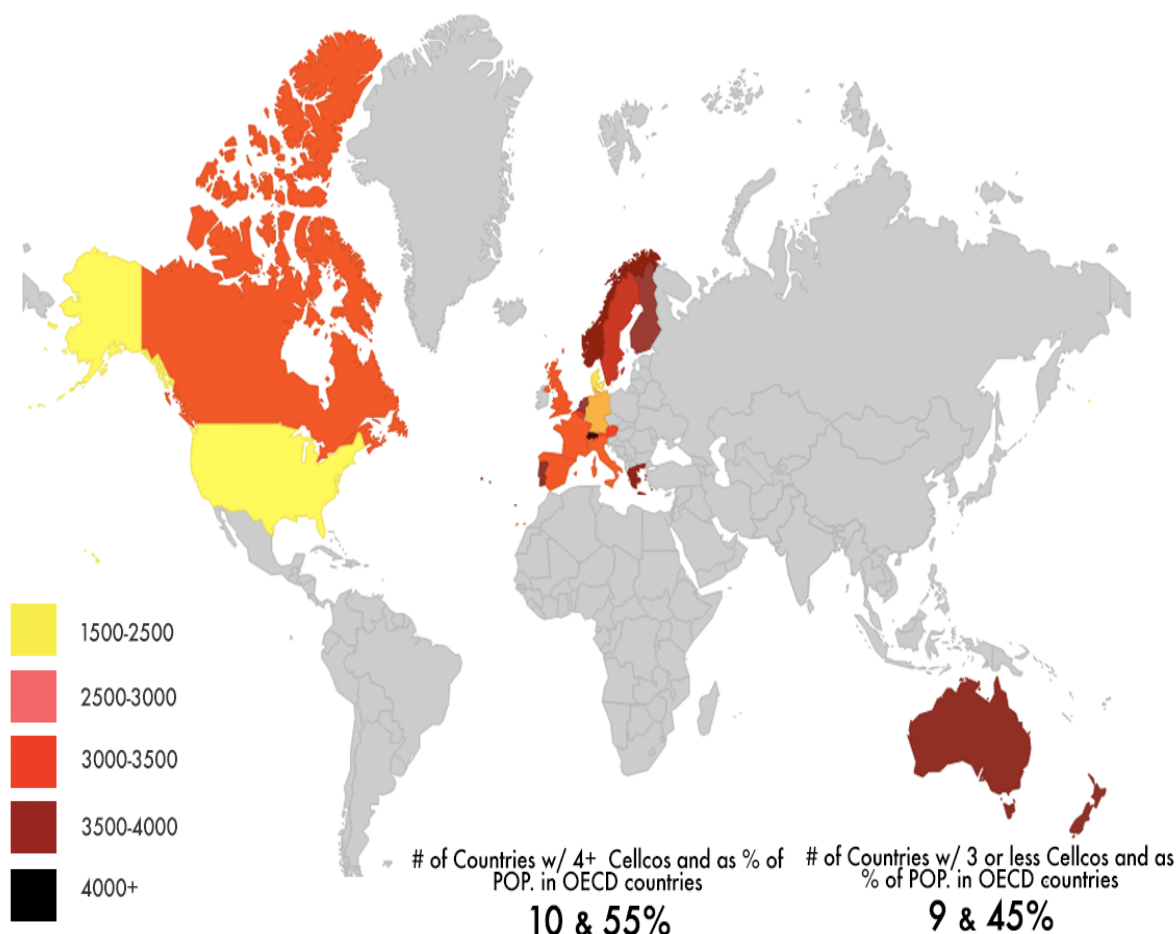 1500-2500
2500-3000
3000-3500
3500-4000
4000+
# of Countries w/ 4+ Cellcos and as % of
POP. in OECD countries
10 & 55%
# of Countries w/ 3 or less Cellcos and as
% of POP. in OECD countries
9 & 45%